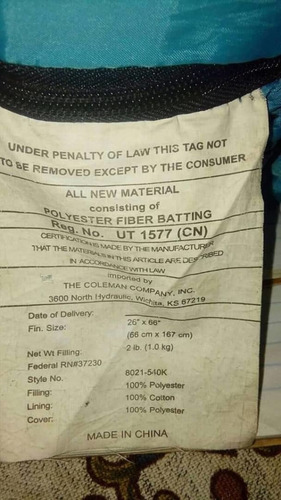 UNDER PENALTY OF LAW THIS TAG NOT
TO BE REMOVED EXCEPT BY THE CONSUMER
ALL NEW MATERIAL
consisting of
POLYESTER FIBER BATTING
Reg. No. UT 1577 (CN)
CERTIFICATION IS MADE BY THE MANUFACTURER
THAT THE MATERIALS IN THIS ARTICLE ARE DESCRIBED
IN ACCORDANCE WITH LAW
imported by
THE COLEMAN COMPANY, INC.
3600 North Hydraulic, Wichita, KS 67219
Date of Delivery:
Fin. Size: 26" x 66"
(66 cm x 167 cm)
Net Wt Filling: 2 lb. (1.0 kg)
Federal RN#37230
Style No. 8021-540K
Filling: 100% Polyester
Lining: 100% Cotton
Cover: 100% Polyester
MADE IN CHINA